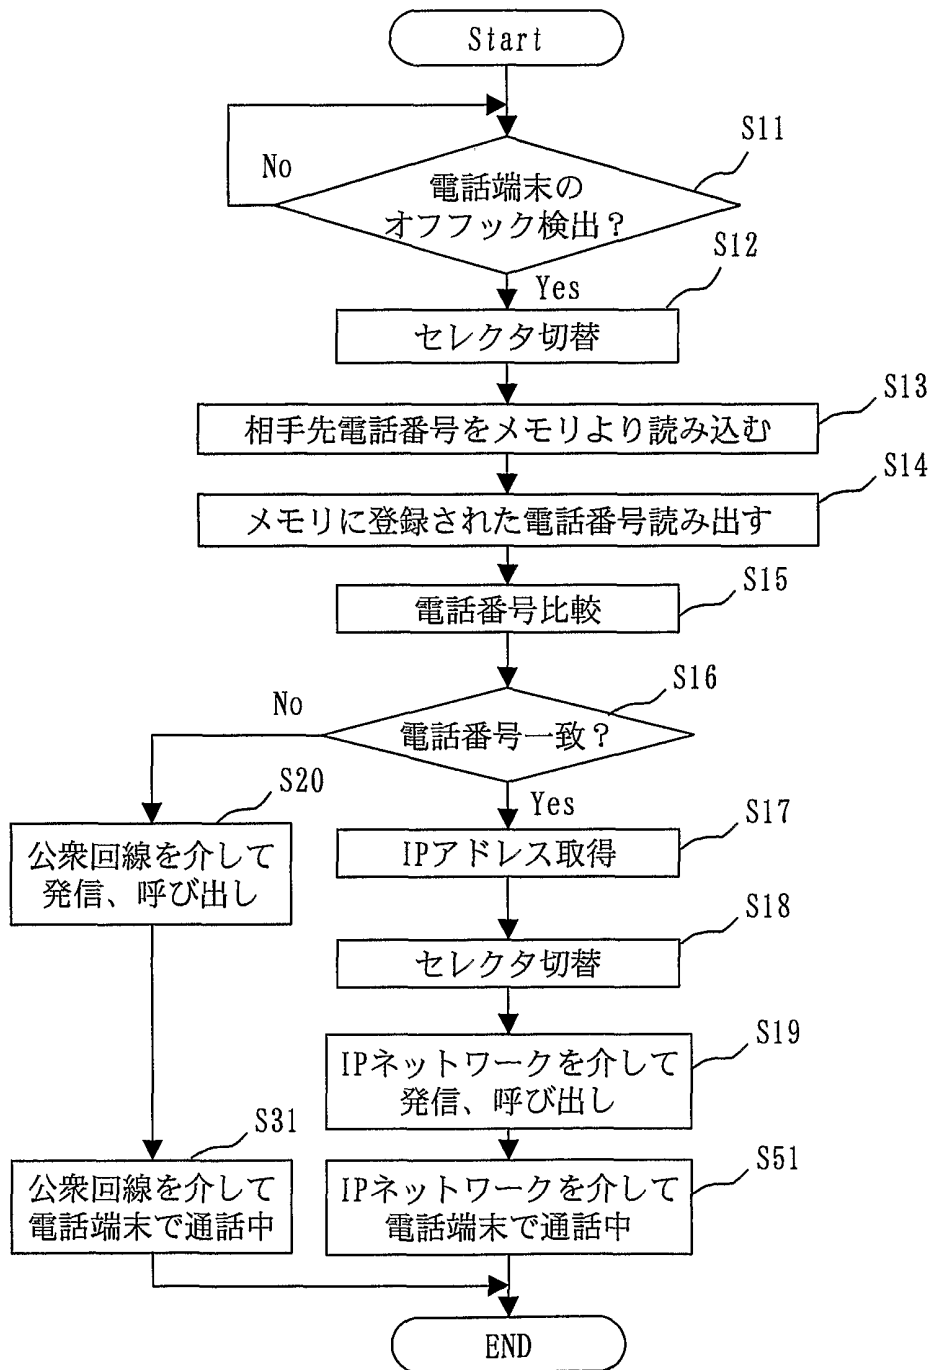 Start
S11
No
電話端末の
オフフック検出？
S12
Yes
セレクタ切替
S13
相手先電話番号をメモリより読み込む
S14
メモリに登録された電話番号読み出す
S15
電話番号比較
S16
No
電話番号一致？
S20
Yes
S17
公衆回線を介して
発信、呼び出し
IPアドレス取得
S18
セレクタ切替
S19
IPネットワークを介して
発信、呼び出し
S31
S51
公衆回線を介して
電話端末で通話中
IPネットワークを介して
電話端末で通話中
END